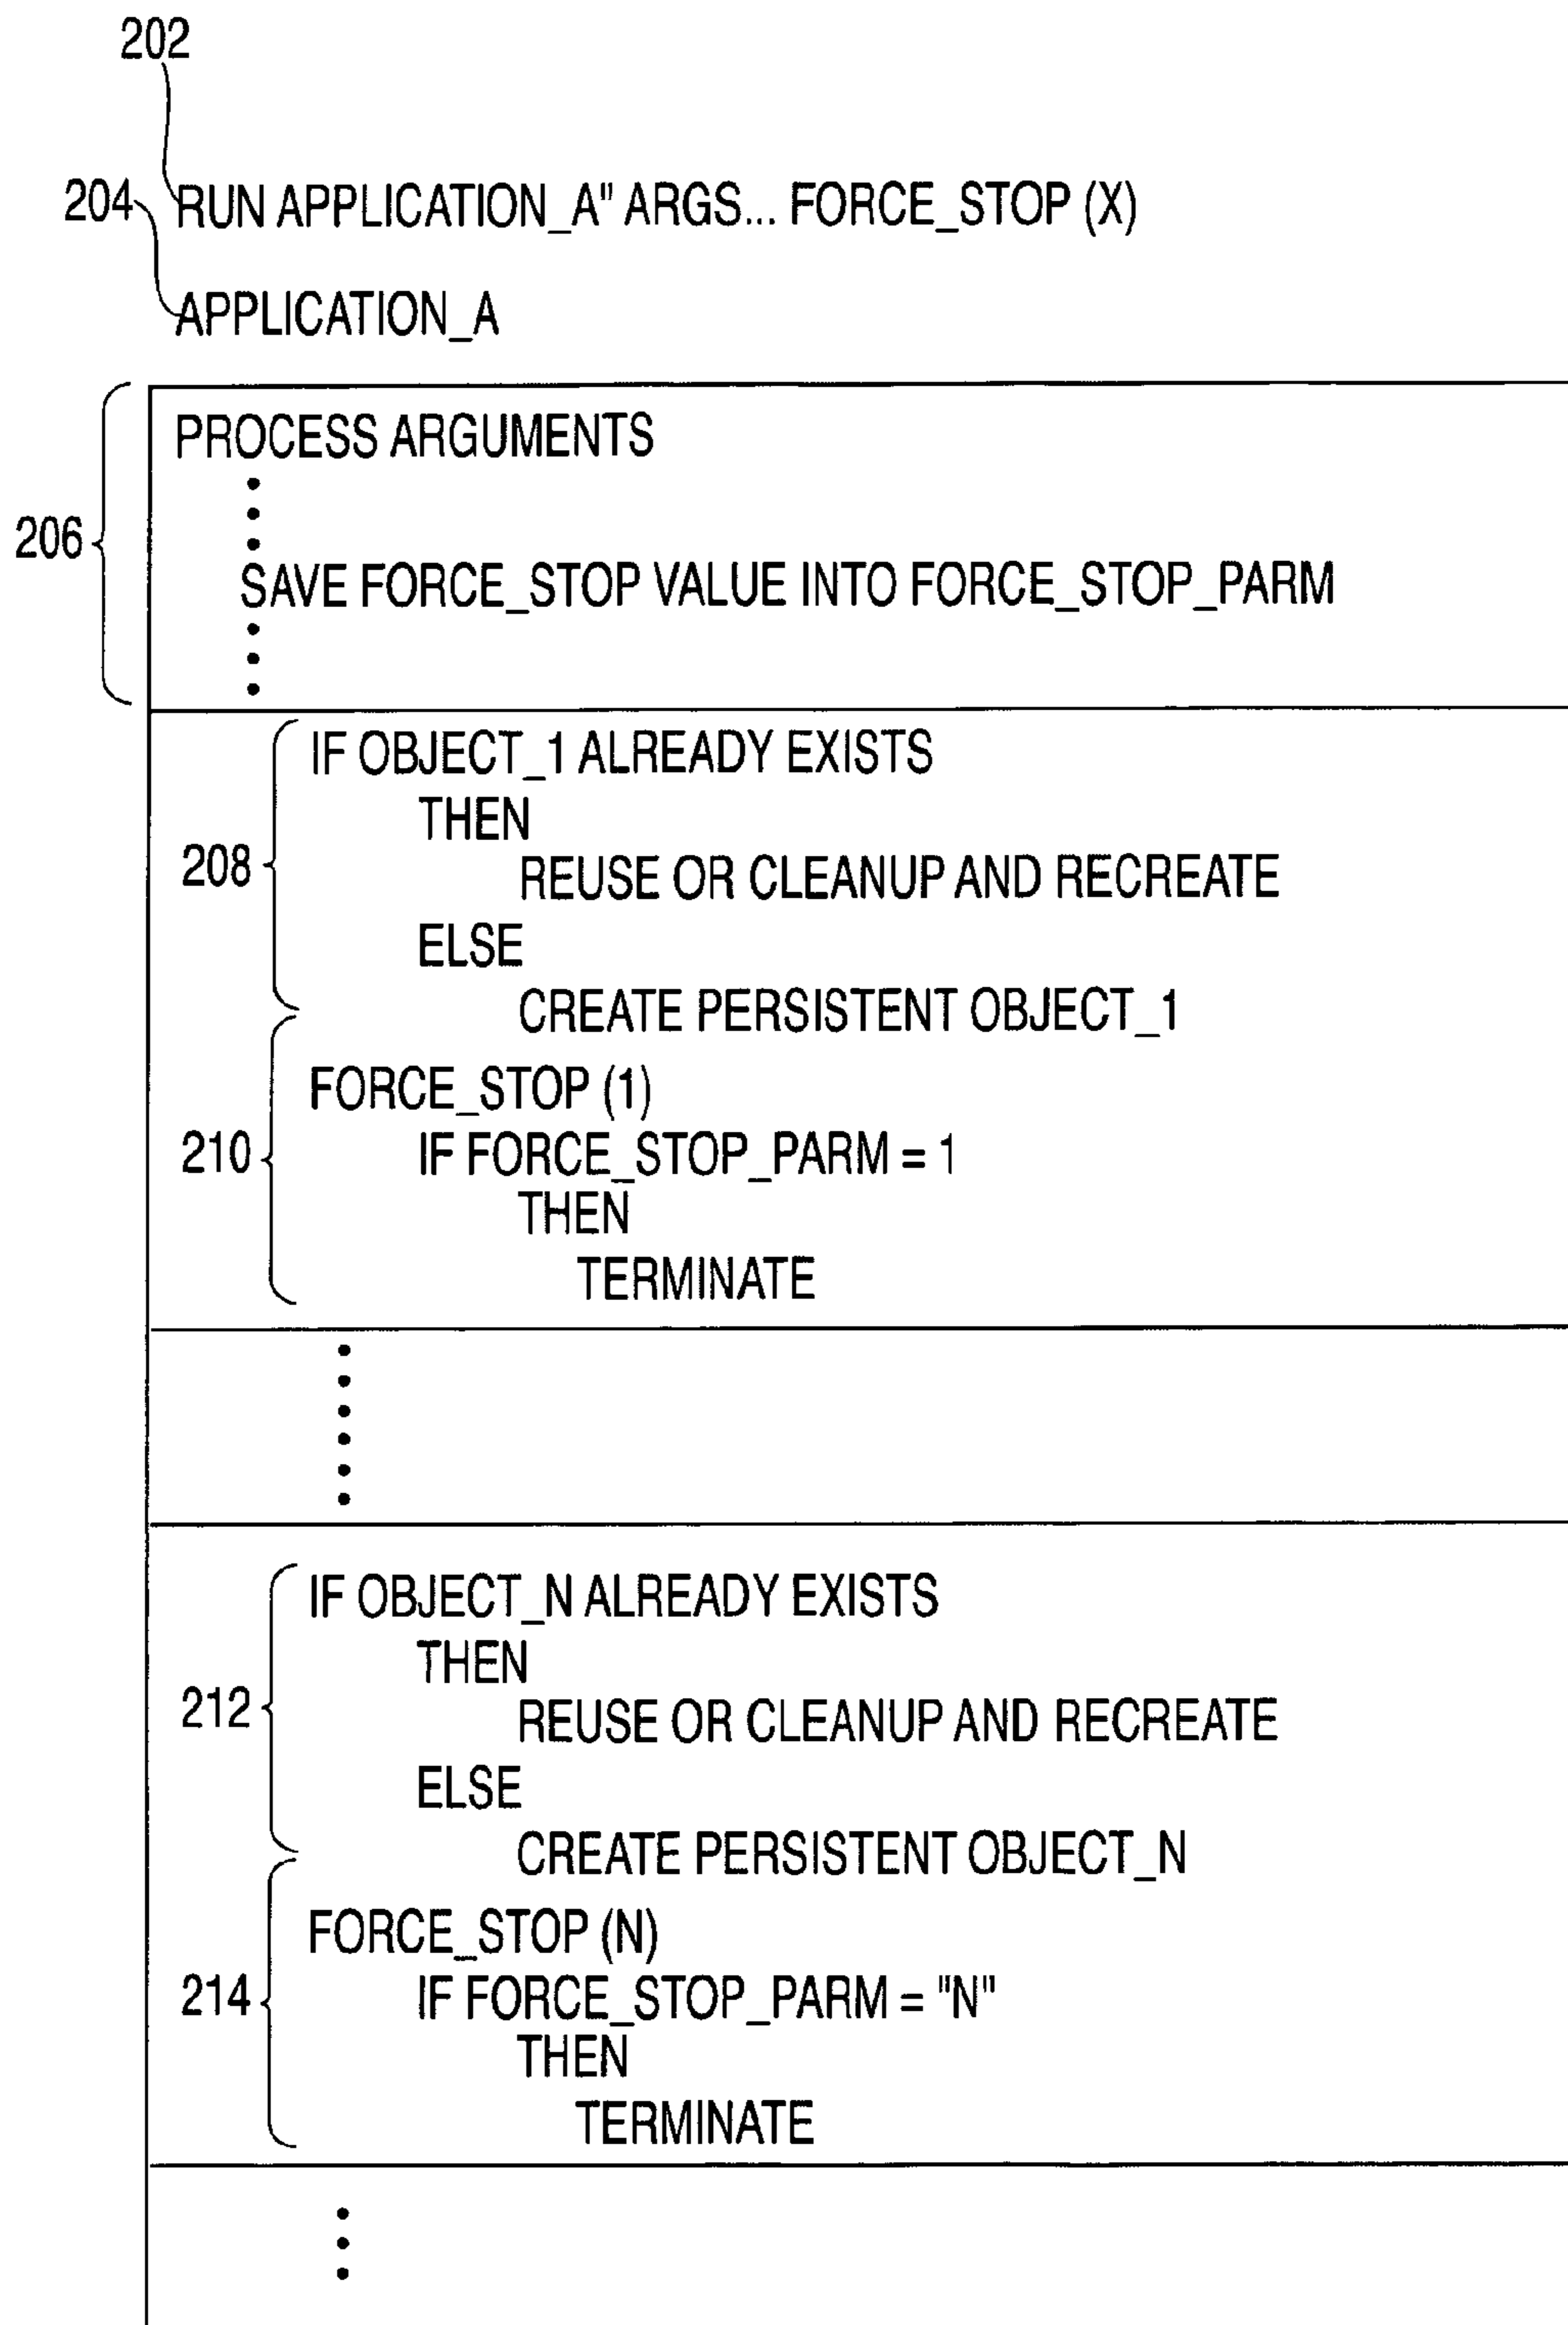 202
204 RUN APPLICATION_A" ARGS... FORCE_STOP (X)
APPLICATION_A
PROCESS ARGUMENTS
206
SAVE FORCE_STOP VALUE INTO FORCE_STOP_PARM
IF OBJECT_1 ALREADY EXISTS
THEN
208 REUSE OR CLEANUP AND RECREATE
ELSE
CREATE PERSISTENT OBJECT_1
FORCE_STOP (1)
210 IF FORCE_STOP_PARM = 1
THEN
TERMINATE
IF OBJECT_N ALREADY EXISTS
THEN
212 REUSE OR CLEANUP AND RECREATE
ELSE
CREATE PERSISTENT OBJECT_N
FORCE_STOP (N)
214 IF FORCE_STOP_PARM = "N"
THEN
TERMINATE